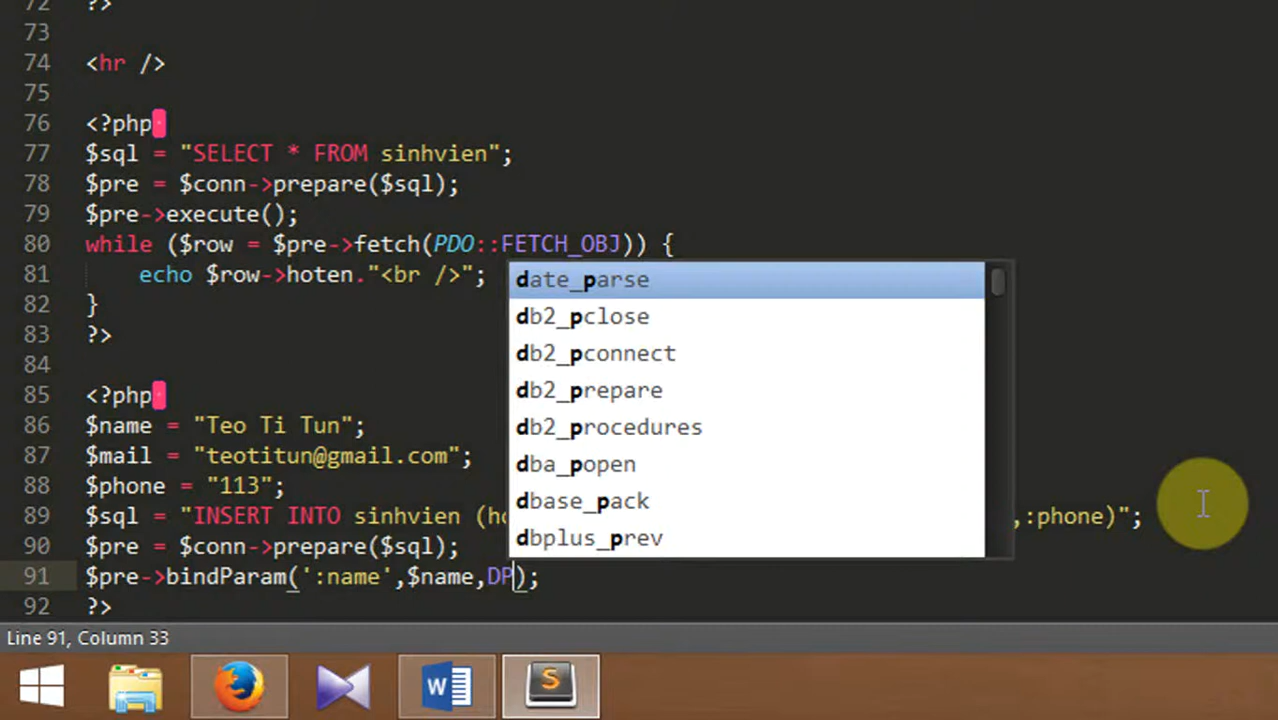 72 ?>
73
74 <hr />
75
76 <?php
77 $sql = "SELECT * FROM sinhvien";
78 $pre = $conn->prepare($sql);
79 $pre->execute();
80 while ($row = $pre->fetch(PDO::FETCH_OBJ)) {
81 echo $row->hoten."<br />";
82 }
83 ?>
84
85 <?php
86 $name = "Teo Ti Tun";
87 $mail = "teotitun@gmail.com";
88 $phone = "113";
89 $sql = "INSERT INTO sinhvien ( ,:phone)";
90 $pre = $conn->prepare($sql);
91 $pre->bindParam(':name',$name,DP);
92 ?>
date_parse
db2_pclose
db2_pconnect
db2_prepare
db2_procedures
dba_popen
dbase_pack
dbplus_prev
Line 91, Column 33
W
S